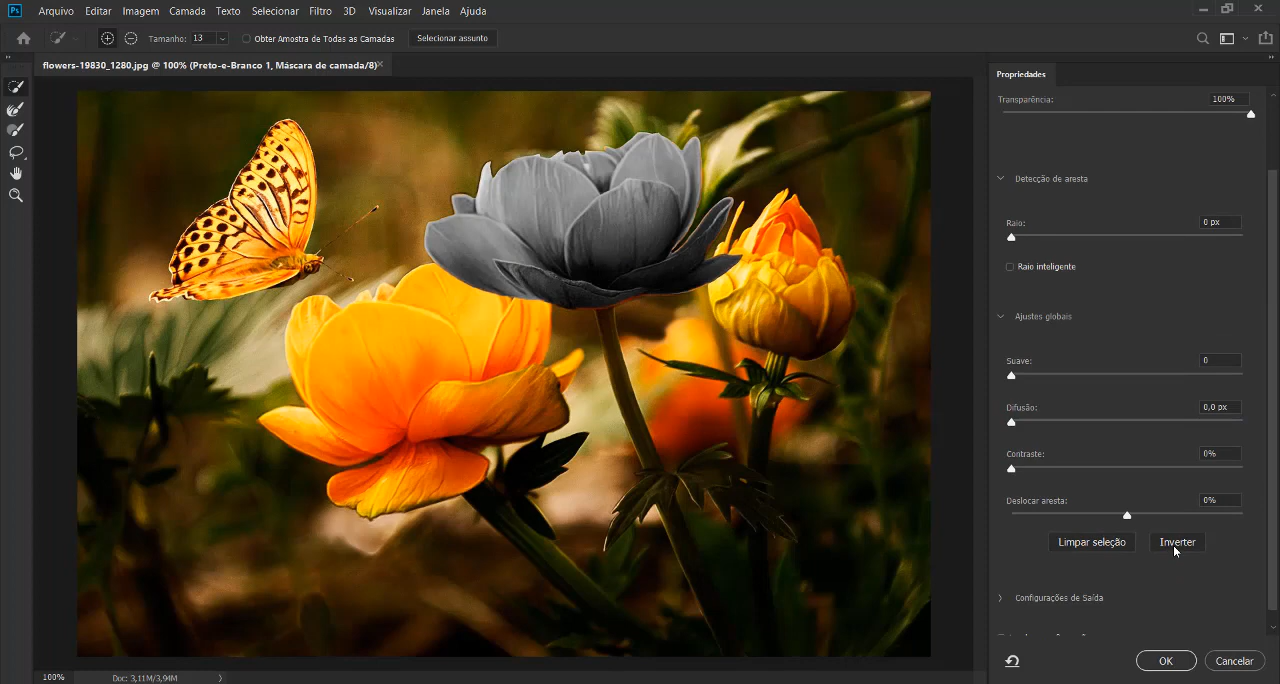 Ps Arquivo Editar Imagem Camada Texto Selecionar Filtro 3D Visualizar Janela Ajuda
Tamanho: 13 Obter Amostra de Todas as Camadas Selecionar assunto
flowers-19830_1280.jpg @ 100% (Preto-e-Branco 1, Máscara de camada/8)
Propriedades
Transparência: 100%
Detecção de aresta
Raio: 0 px
Raio inteligente
Ajustes globais
Suave: 0
Difusão: 0,0 px
Contraste: 0%
Deslocar aresta: 0%
Limpar seleção Inverter
Configurações de Saída
OK Cancelar
100% Doc: 3,11M/3,94M